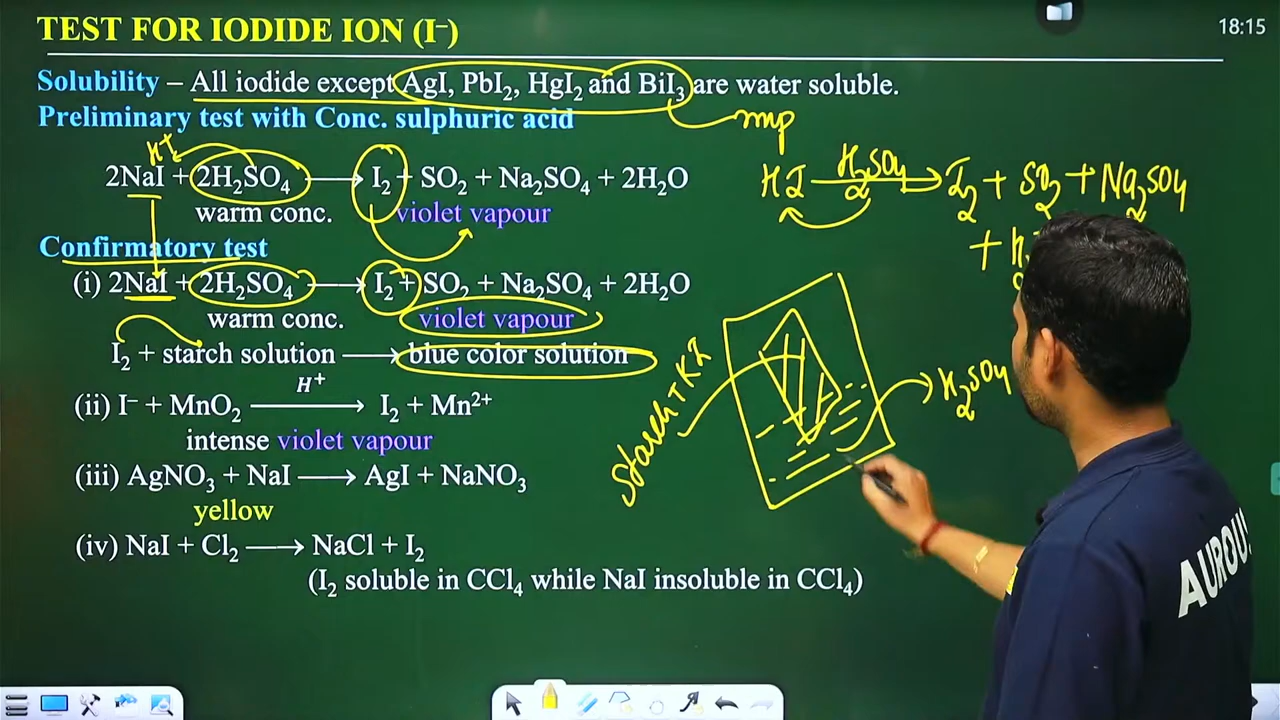 TEST FOR IODIDE ION (I⁻)
18:15
Solubility – All iodide except AgI, PbI₂, HgI₂ and BiI₃ are water soluble.
Preliminary test with Conc. sulphuric acid
imp
H⁺
2NaI + 2H₂SO₄ ⟶ I₂ + SO₂ + Na₂SO₄ + 2H₂O
warm conc. violet vapour
HI H₂SO₄ ⟶ I₂ + SO₂ + Na₂SO₄
+ H₂
Confirmatory test
(i) 2NaI + 2H₂SO₄ ⟶ I₂ + SO₂ + Na₂SO₄ + 2H₂O
warm conc. violet vapour
I₂ + starch solution ⟶ blue color solution
Starch + KI
H₂SO₄
H⁺
(ii) I⁻ + MnO₂ ⟶ I₂ + Mn²⁺
intense violet vapour
(iii) AgNO₃ + NaI ⟶ AgI + NaNO₃
yellow
(iv) NaI + Cl₂ ⟶ NaCl + I₂
(I₂ soluble in CCl₄ while NaI insoluble in CCl₄)